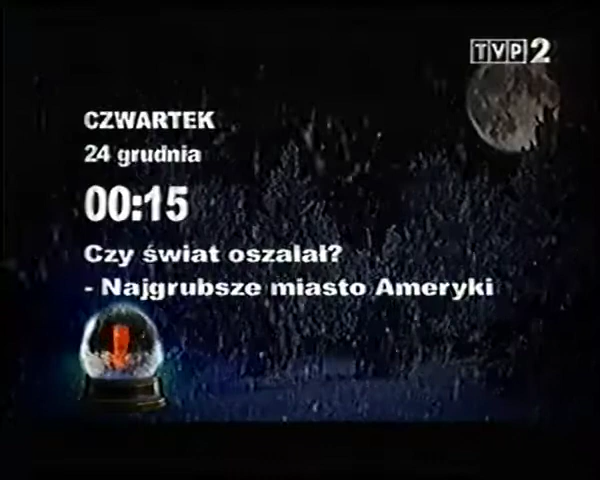 TVP2
CZWARTEK
24 grudnia
00:15
Czy świat oszalał?
- Najgrubsze miasto Ameryki